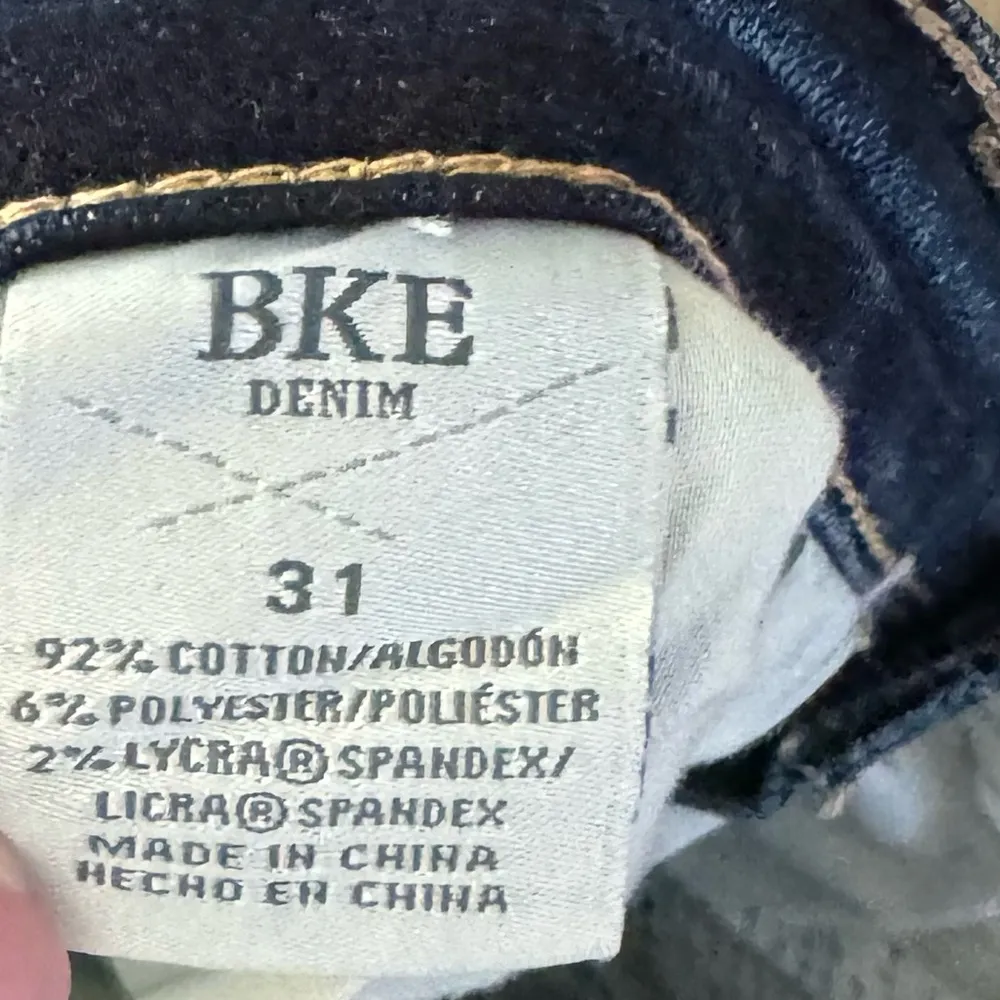 BKE
DENIM
31
92% COTTON/ALGODÓN
6% POLYESTER/POLIÉSTER
2% LYCRA® SPANDEX/
LICRA® SPANDEX
MADE IN CHINA
HECHO EN CHINA